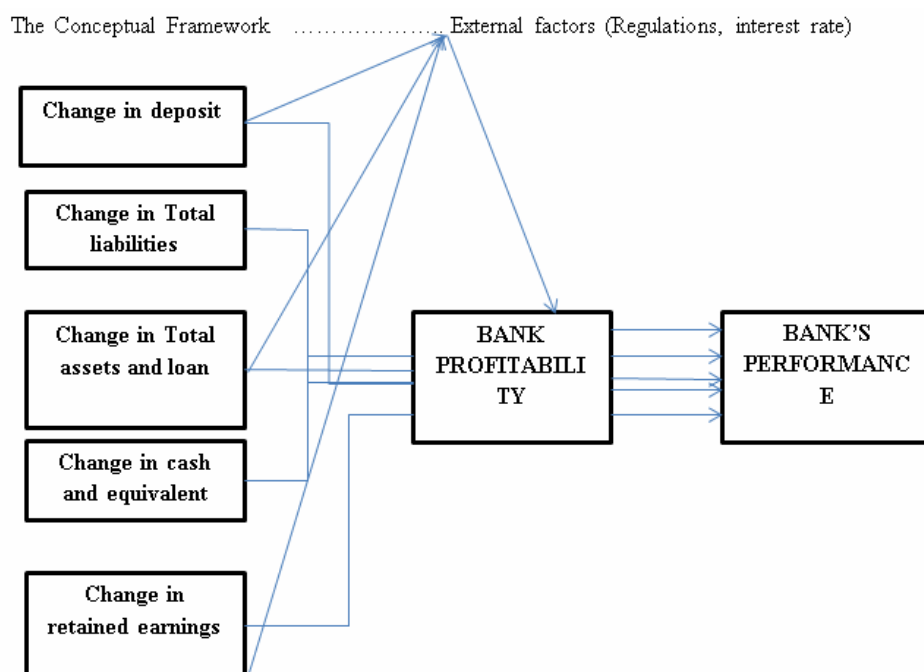 The Conceptual Framework ……………….. External factors (Regulations, interest rate)
Change in deposit
Change in Total
liabilities
Change in Total
assets and loan
BANK
PROFITABILI
TY
BANK'S
PERFORMANC
E
Change in cash
and equivalent
Change in
retained earnings